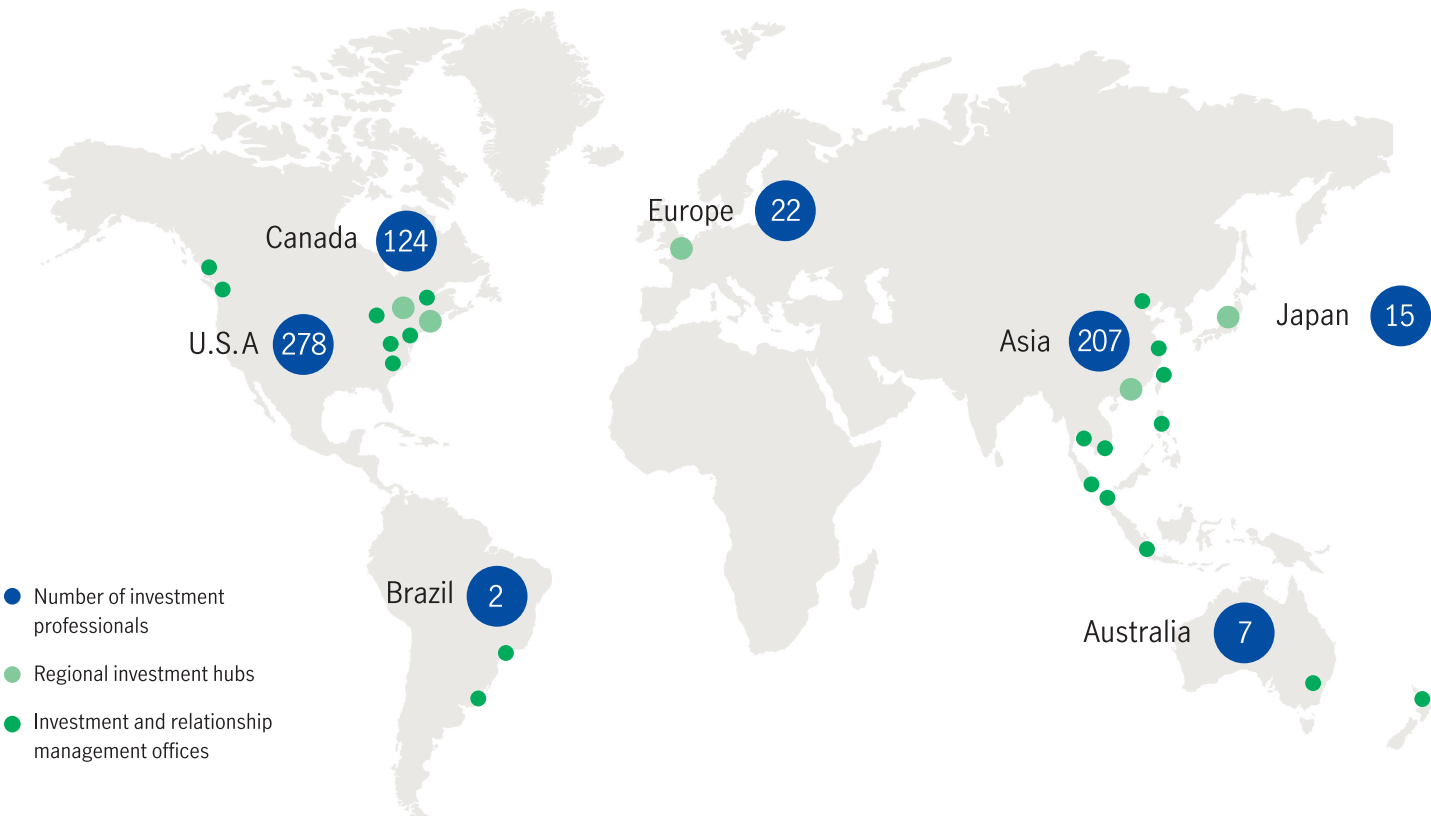 Europe 22
Canada 124
Japan 15
U.S.A 278
Asia 207
Brazil 2
Australia 7
Number of investment
professionals
Regional investment hubs
Investment and relationship
management offices